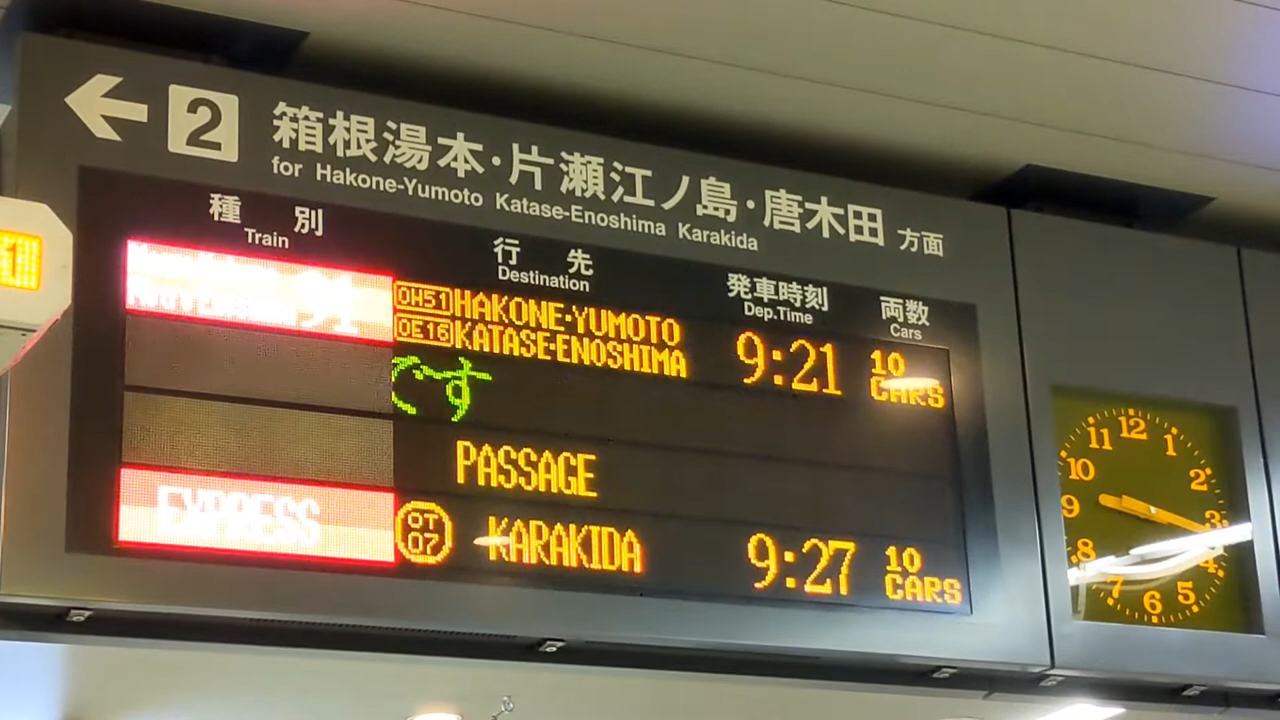 ← 2 箱根湯本・片瀬江ノ島・唐木田 方面
for Hakone-Yumoto Katase-Enoshima Karakida
種別 行先 発車時刻 両数
Train Destination Dep.Time Cars
91 OH51 HAKONE-YUMOTO 9:21 10 CARS
OE16 KATASE-ENOSHIMA
です
PASSAGE
EXPRESS OT 07 KARAKIDA 9:27 10 CARS
1
12 1 2 3 4 5 6 7 8 9 10 11